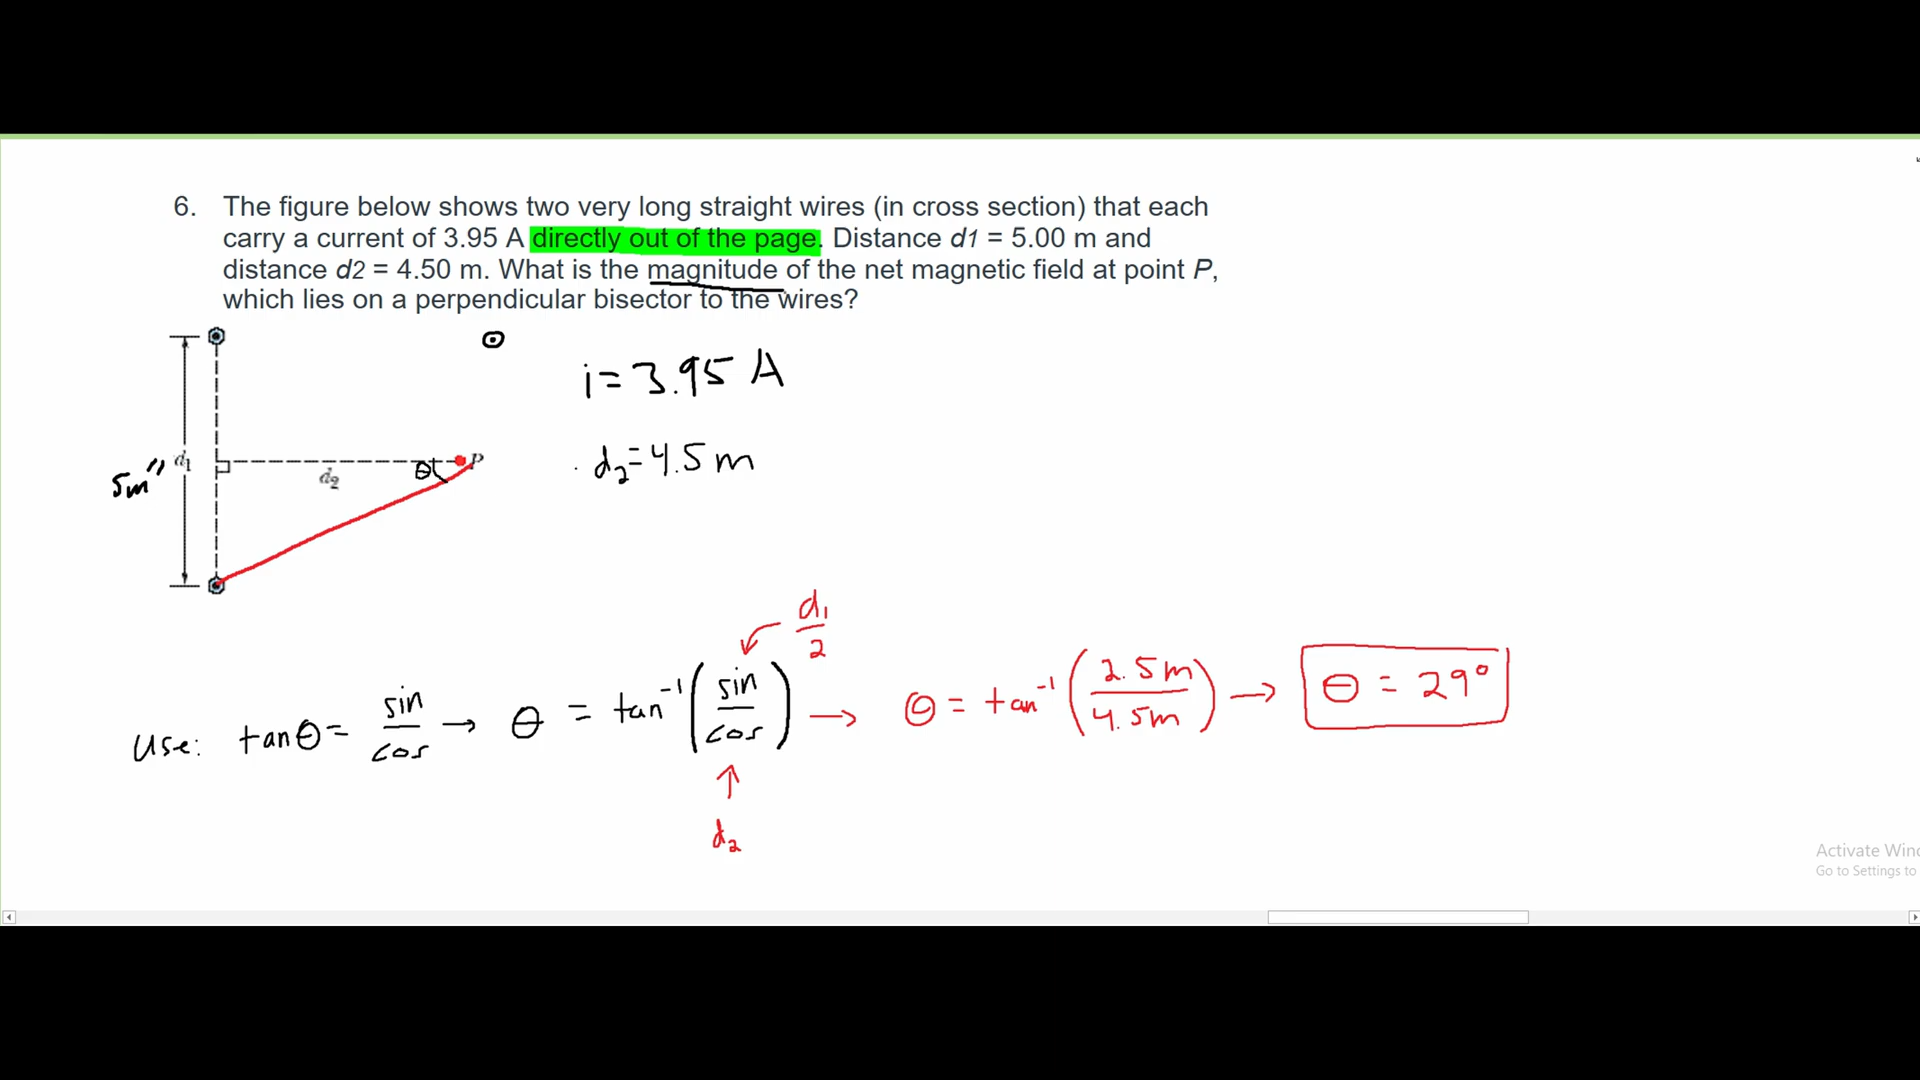 6. The figure below shows two very long straight wires (in cross section) that each
carry a current of 3.95 A directly out of the page. Distance d1 = 5.00 m and
distance d2 = 4.50 m. What is the magnitude of the net magnetic field at point P,
which lies on a perpendicular bisector to the wires?
i = 3.95 A
d₂ = 4.5 m
5m " d₁
θ P
d₂
d₁/2
use: tanθ = sin/cos → θ = tan⁻¹(sin/cos) → θ = tan⁻¹(2.5m/4.5m) → θ = 29°
d₂
Activate Wind
Go to Settings to